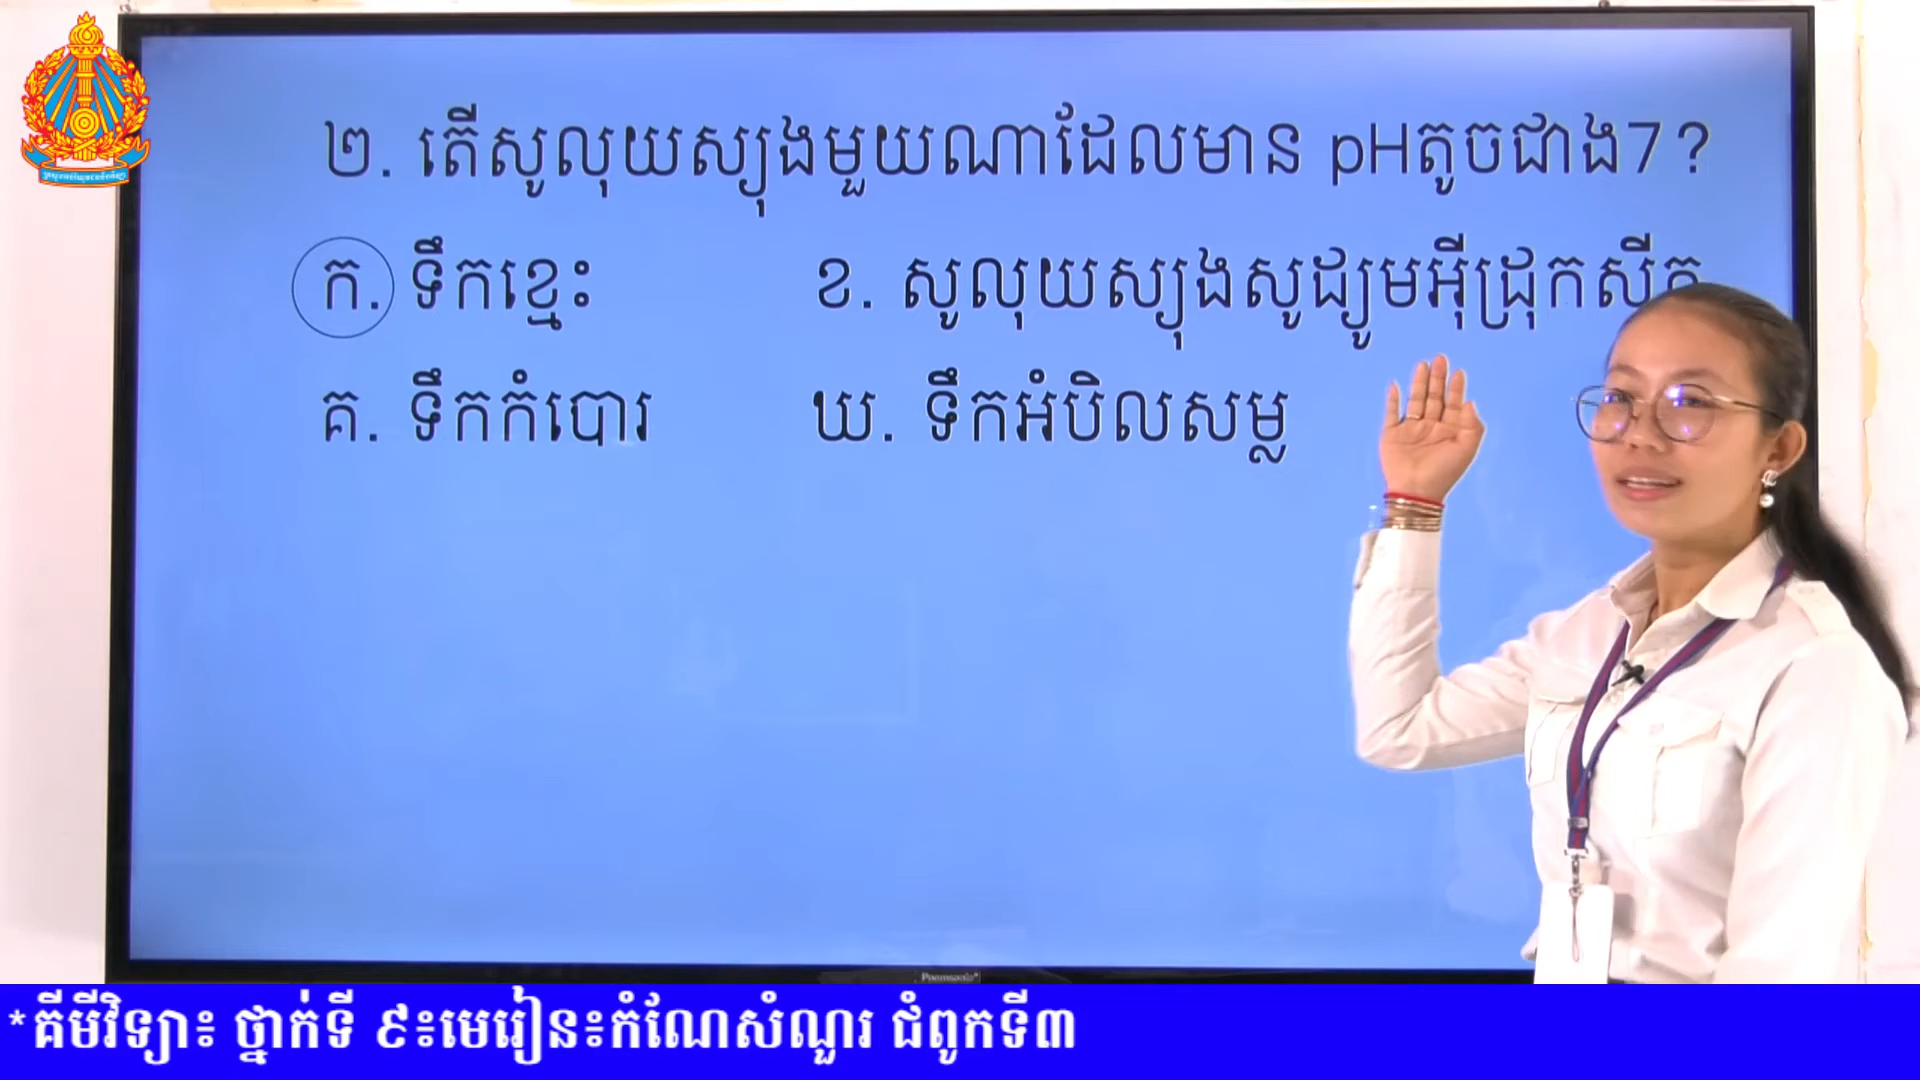 ២. តើសូលុយស្យុងមួយណាដែលមាន pHតូចជាង7?
ក. ទឹកខ្មេះ
ខ. សូលុយស្យុងសូដ្យូមអ៊ីដ្រុកស៊ីត
គ. ទឹកកំបោរ
ឃ. ទឹកអំបិលសម្ល
*គីមីវិទ្យា៖ ថ្នាក់ទី ៩៖មេរៀន៖កំណែសំណួរ ជំពូកទី៣